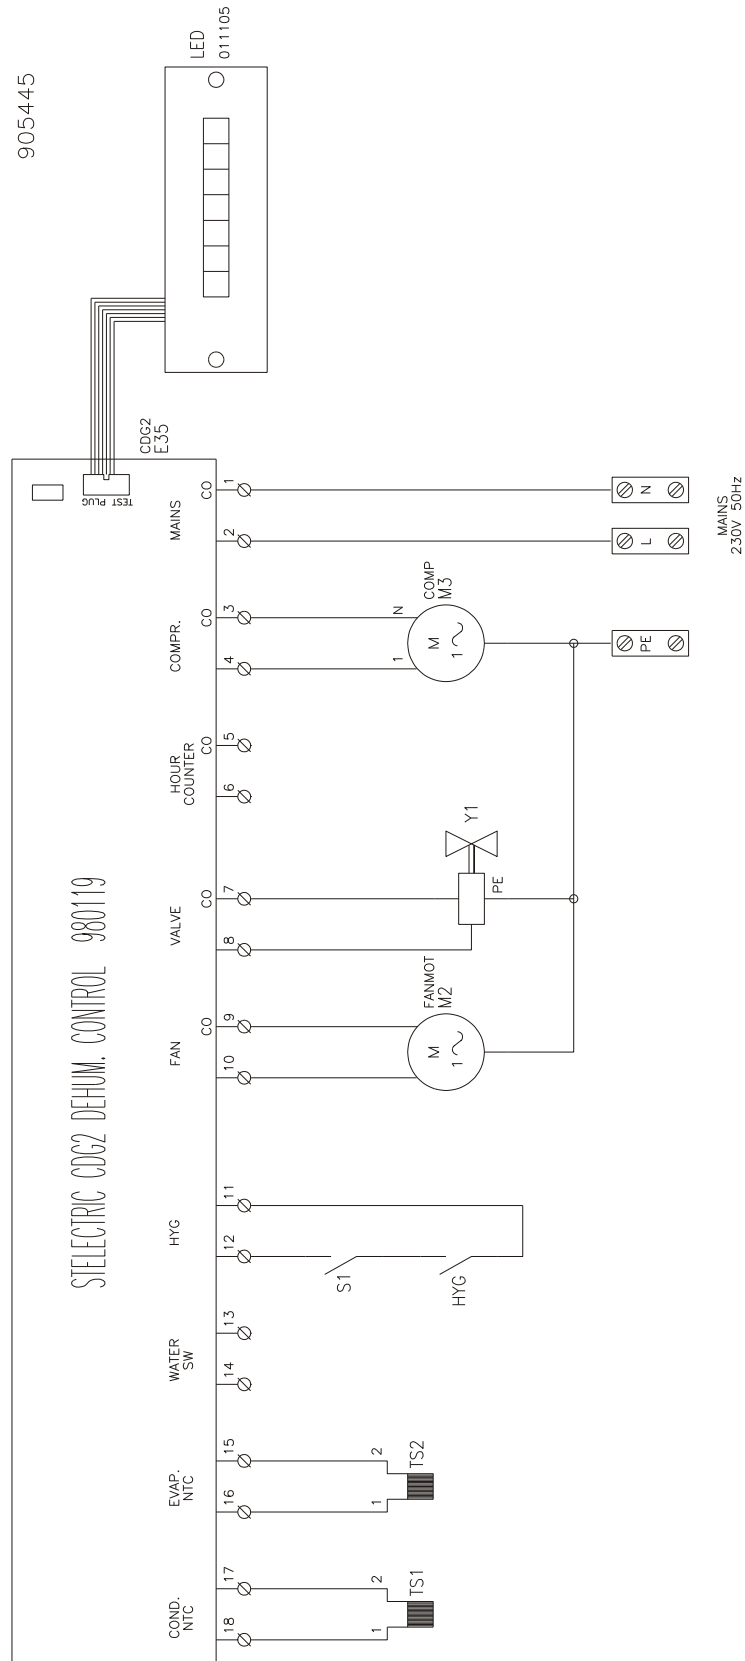 905445
LED
011105
CDG2
E35
TEST PLUG
STELECTRIC CDG2 DEHUM. CONTROL 980119
COND.
NTC
18
17
EVAP.
NTC
16
15
WATER
SW
14
13
HYG
12
11
FAN
10
9
CO
VALVE
8
7
CO
HOUR
COUNTER
6
5
CO
COMPR.
4
3
CO
MAINS
2
1
CO
1
2
TS1
1
2
TS2
S1
HYG
FANMOT
M2
M
1
Y1
PE
1
N
COMP
M3
M
1
PE
L
N
MAINS
230V 50Hz